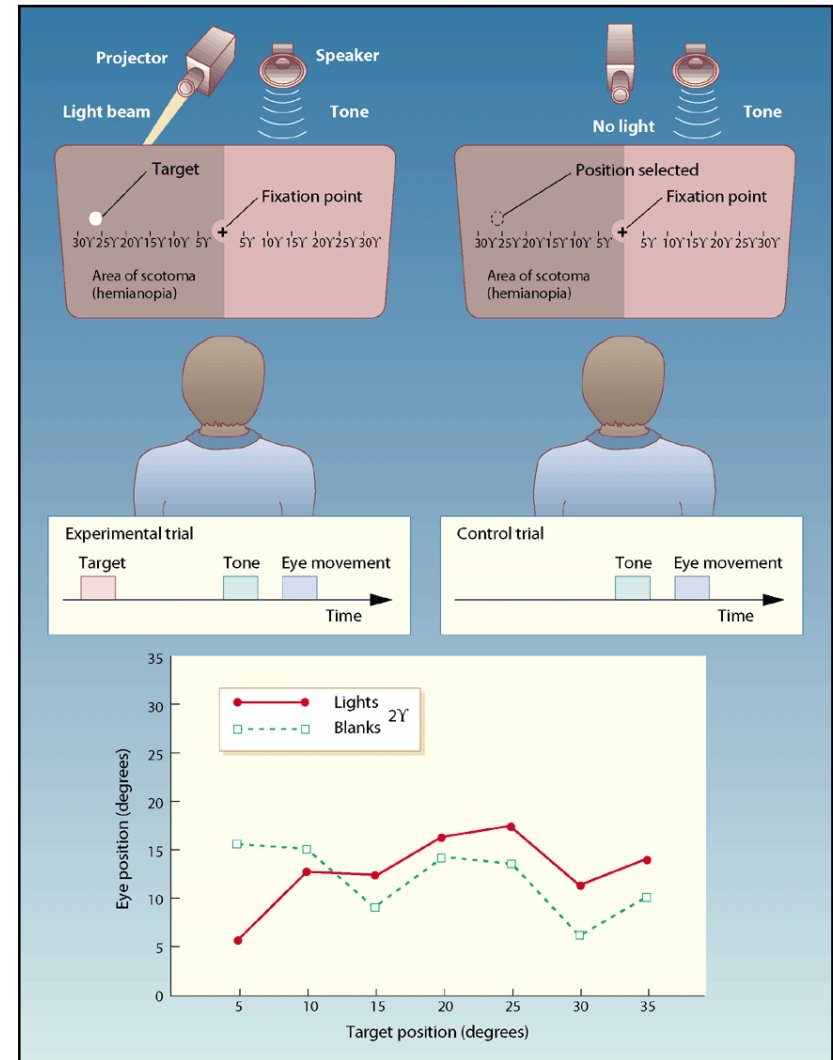 Projector
Speaker
Light beam
Tone
Target
Fixation point
30ϒ 25ϒ 20ϒ 15ϒ 10ϒ 5ϒ
5ϒ 10ϒ 15ϒ 20ϒ 25ϒ 30ϒ
Area of scotoma
(hemianopia)
No light
Tone
Position selected
Fixation point
30ϒ 25ϒ 20ϒ 15ϒ 10ϒ 5ϒ
5ϒ 10ϒ 15ϒ 20ϒ 25ϒ 30ϒ
Area of scotoma
(hemianopia)
Experimental trial
Target Tone Eye movement
Time
Control trial
Tone Eye movement
Time
Eye position (degrees)
35
30
25
20
15
10
5
0
Lights
2ϒ
Blanks
5 10 15 20 25 30 35
Target position (degrees)